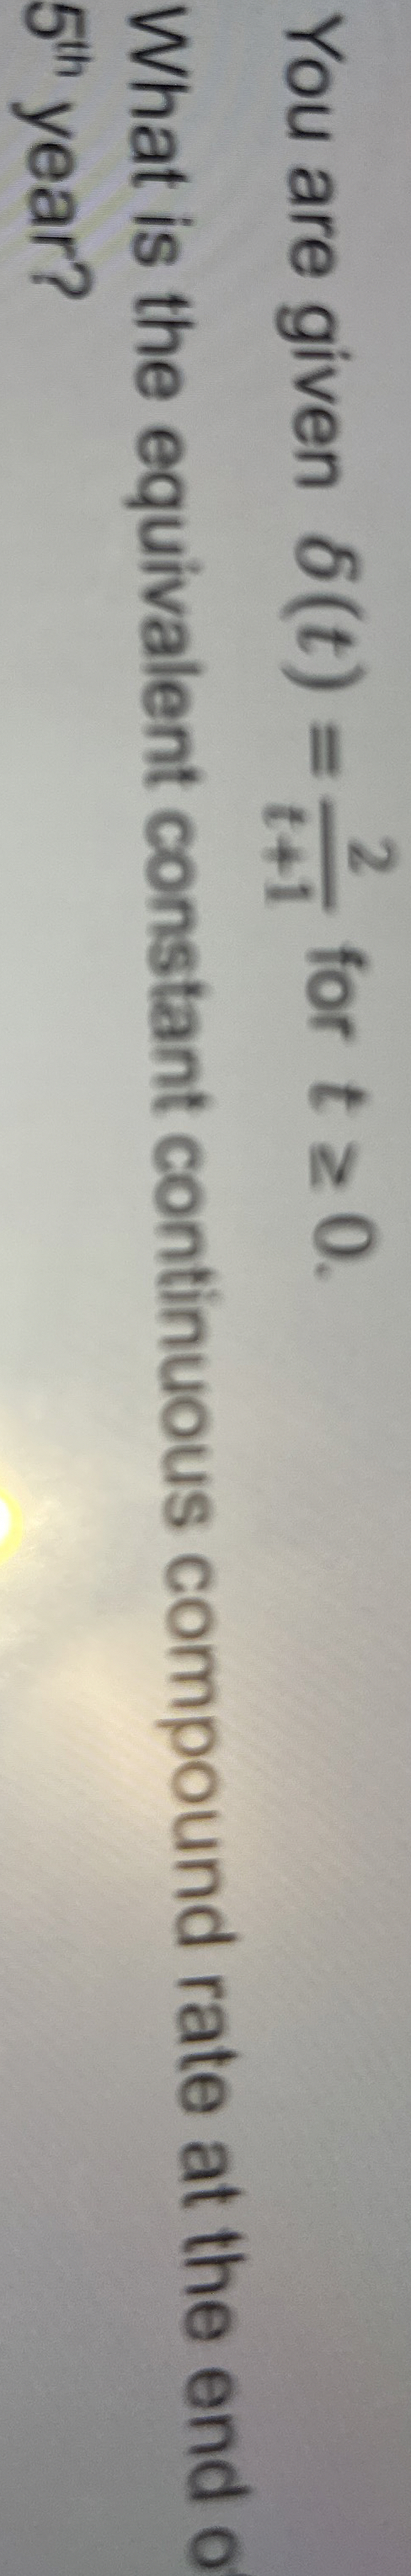 You are given δ(t) = 2/(t+1) for t ≥ 0.
What is the equivalent constant continuous compound rate at the end of
5th year?